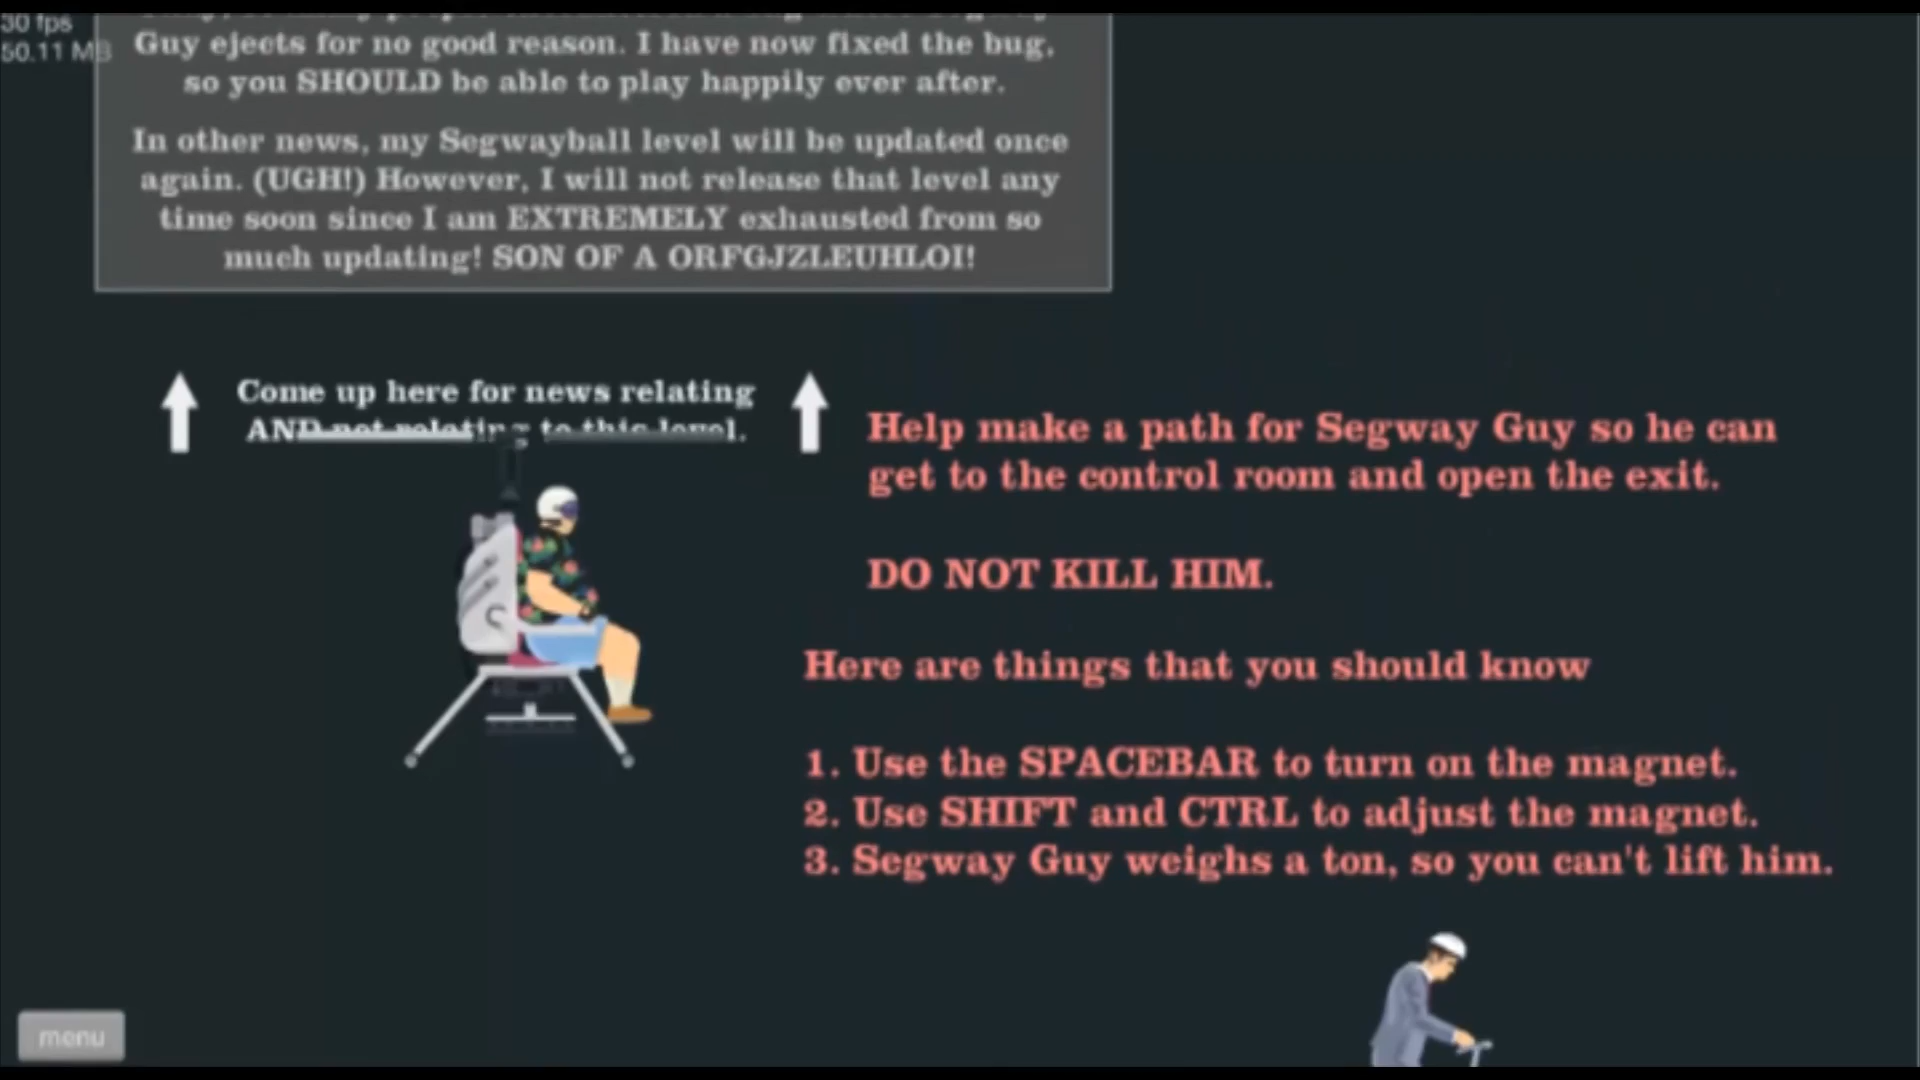 30 fps
50.11 MB
Guy ejects for no good reason. I have now fixed the bug,
so you SHOULD be able to play happily ever after.
In other news, my Segwayball level will be updated once
again. (UGH!) However, I will not release that level any
time soon since I am EXTREMELY exhausted from so
much updating! SON OF A ORFGJZLEUHLOI!
Come up here for news relating
AND not relating to this level.
Help make a path for Segway Guy so he can
get to the control room and open the exit.
DO NOT KILL HIM.
Here are things that you should know
1. Use the SPACEBAR to turn on the magnet.
2. Use SHIFT and CTRL to adjust the magnet.
3. Segway Guy weighs a ton, so you can't lift him.
menu